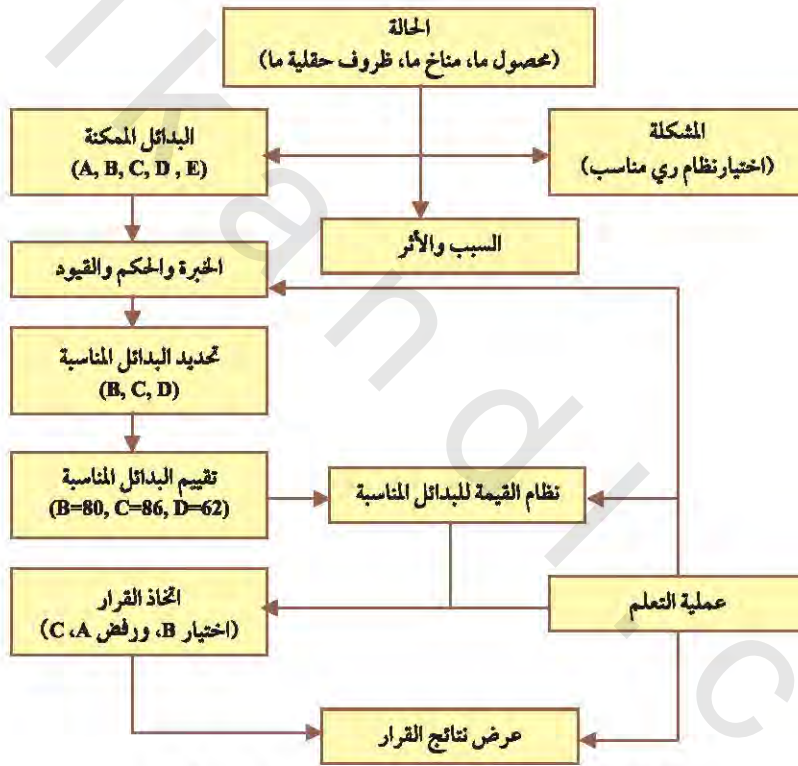 الحالة
(محصول ما، مناخ ما، ظروف حقلية ما)
المشكلة
(اختيار نظام ري مناسب)
البدائل الممكنة
(A, B, C, D , E)
السبب والأثر
الخبرة والحكم والقيود
تحديد البدائل المناسبة
(B, C, D)
تقييم البدائل المناسبة
(B=80, C=86, D=62)
نظام القيمة للبدائل المناسبة
اتخاذ القرار
(اختيار B، ورفض C، A)
عملية التعلم
عرض نتائج القرار